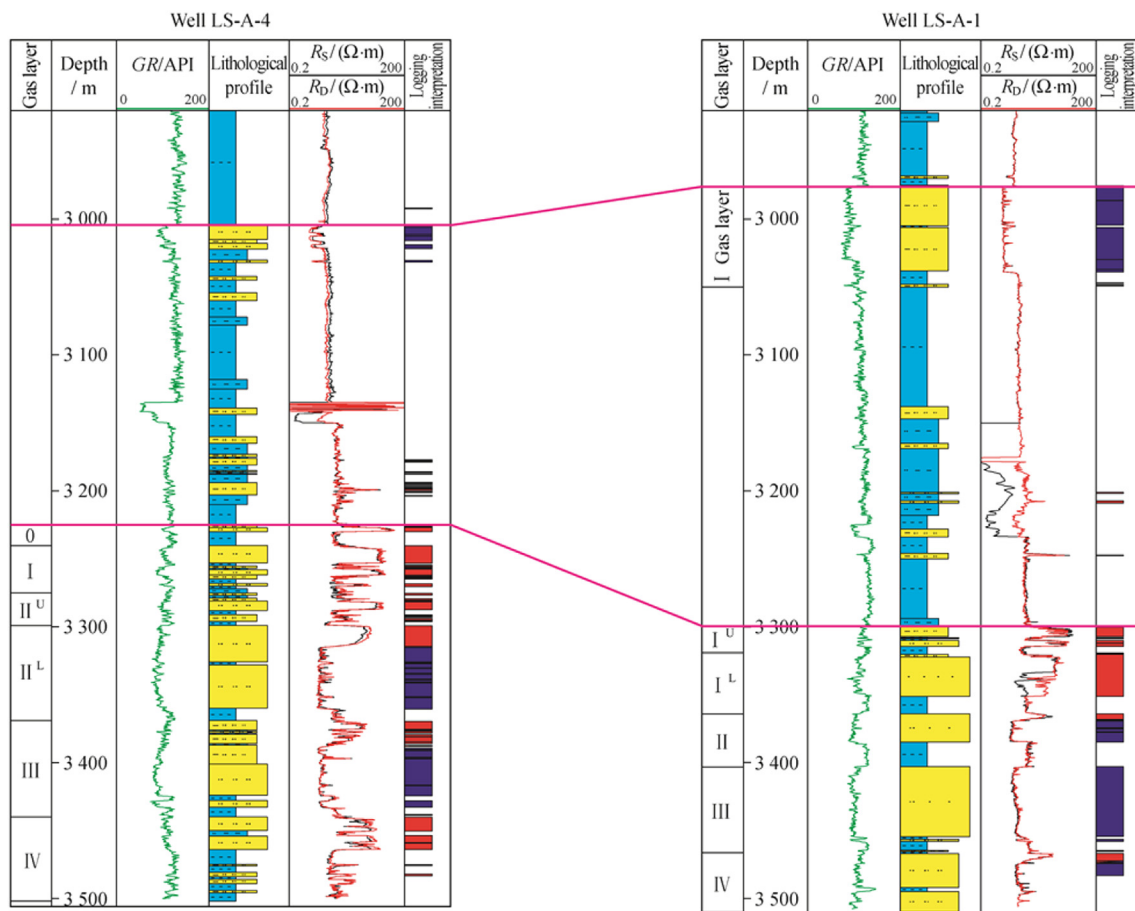 Well LS-A-4
Gas layer
Depth
/ m
GR/API
0 200
Lithological
profile
RS/(Ω·m)
0.2 200
RD/(Ω·m)
0.2 200
Logging
interpretation
3 000
3 100
3 200
3 300
3 400
3 500
0
I
II U
II L
III
IV
Well LS-A-1
Gas layer
Depth
/ m
GR/API
0 200
Lithological
profile
RS/(Ω·m)
0.2 200
RD/(Ω·m)
0.2 200
Logging
interpretation
I Gas layer
3 000
3 100
3 200
3 300
3 400
3 500
I U
I L
II
III
IV